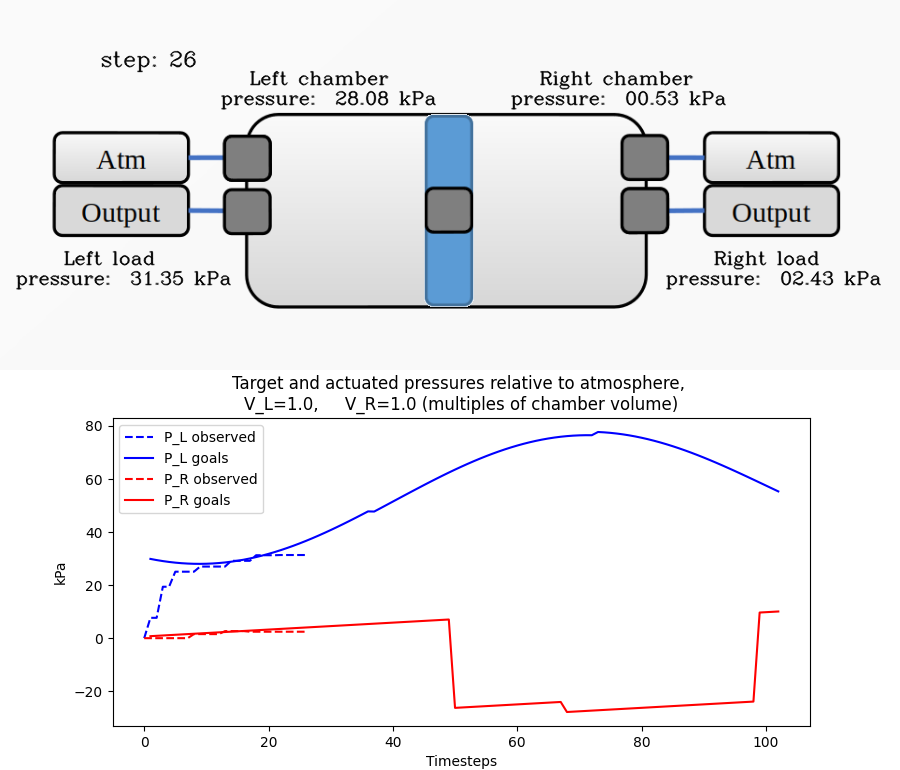 step: 26
Left chamber
pressure: 28.08 kPa
Right chamber
pressure: 00.53 kPa
Atm
Output
Atm
Output
Left load
pressure: 31.35 kPa
Right load
pressure: 02.43 kPa
Target and actuated pressures relative to atmosphere,
V_L=1.0, V_R=1.0 (multiples of chamber volume)
P_L observed
P_L goals
P_R observed
P_R goals
kPa
80
60
40
20
0
−20
0 20 40 60 80 100
Timesteps